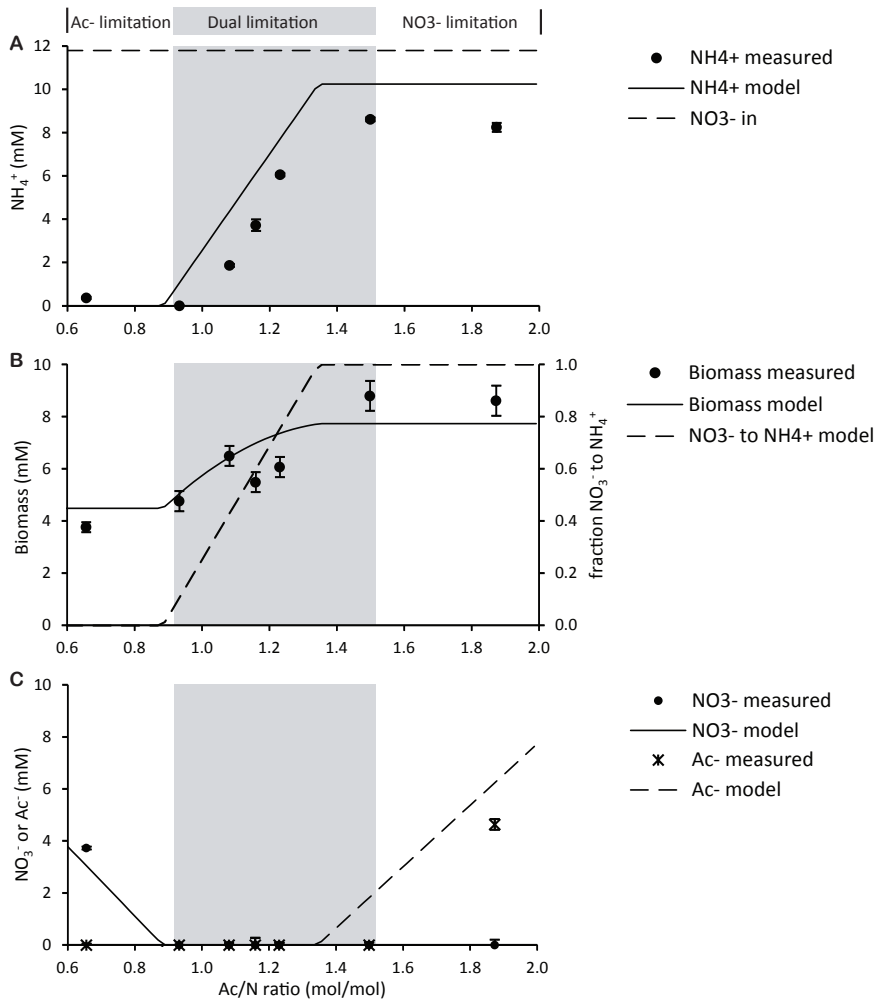 Ac- limitation Dual limitation NO3- limitation
A
12
10
8
6
4
2
0
NH₄⁺ (mM)
0.6 0.8 1.0 1.2 1.4 1.6 1.8 2.0
NH4+ measured
NH4+ model
NO3- in
B
10
8
6
4
2
0
Biomass (mM)
1.0
0.8
0.6
0.4
0.2
0.0
fraction NO₃⁻ to NH₄⁺
0.6 0.8 1.0 1.2 1.4 1.6 1.8 2.0
Biomass measured
Biomass model
NO3- to NH4+ model
C
10
8
6
4
2
0
NO₃⁻ or Ac⁻ (mM)
0.6 0.8 1.0 1.2 1.4 1.6 1.8 2.0
Ac/N ratio (mol/mol)
NO3- measured
NO3- model
Ac- measured
Ac- model